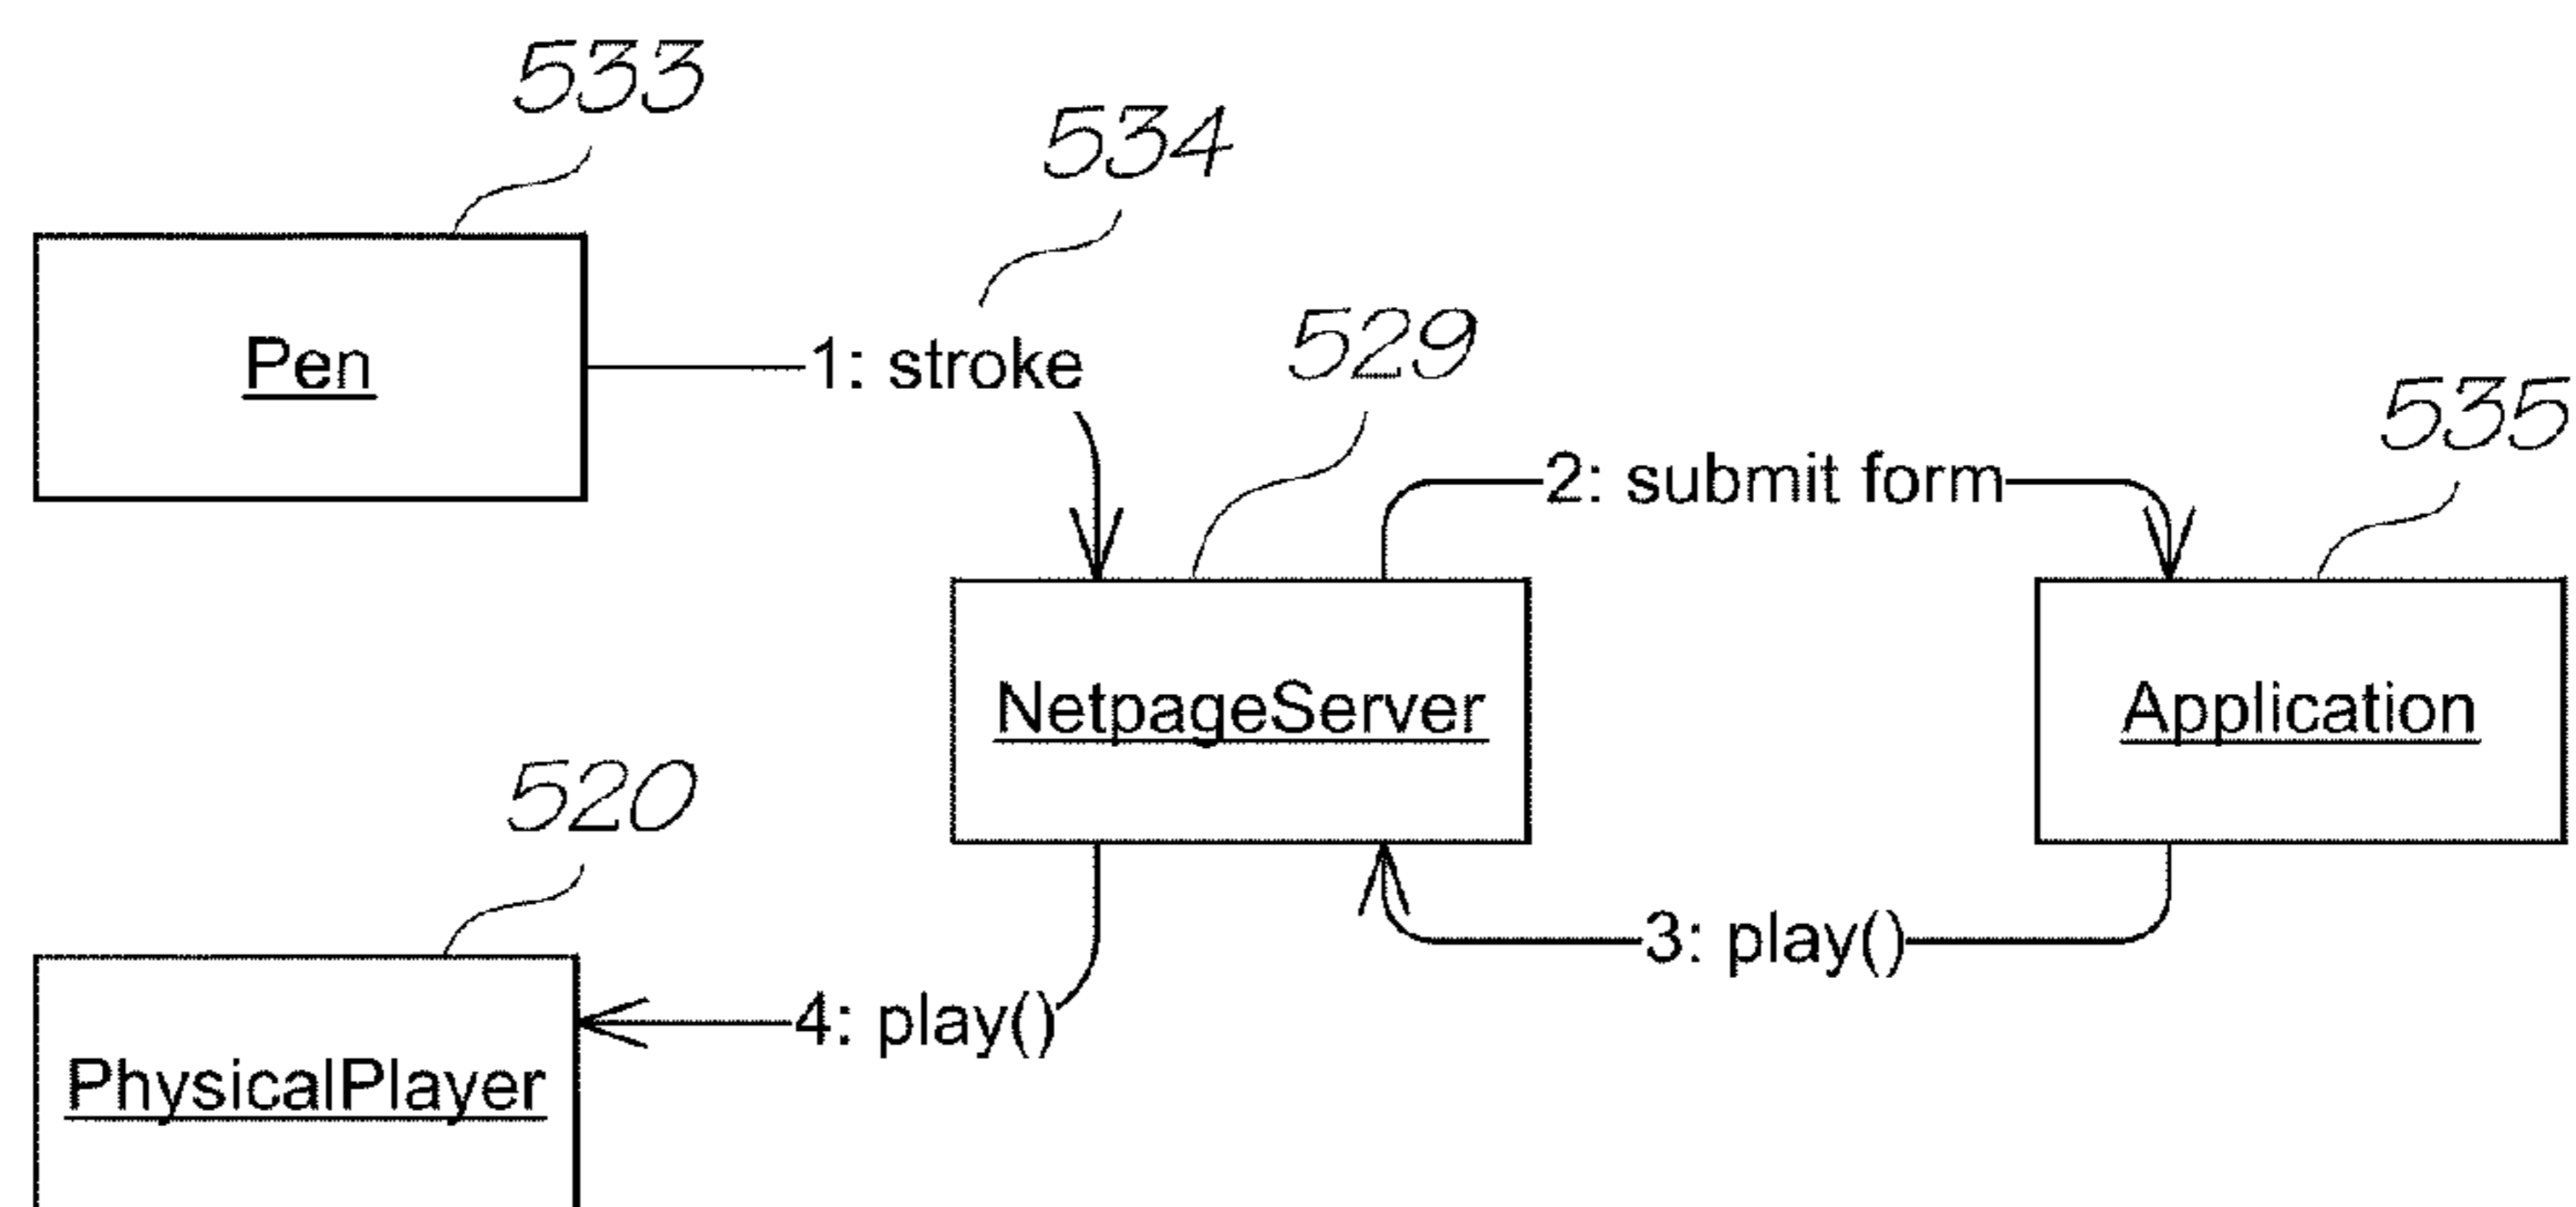 533
534
Pen
1: stroke
529
535
2: submit form
NetpageServer
Application
520
3: play()
4: play()
PhysicalPlayer